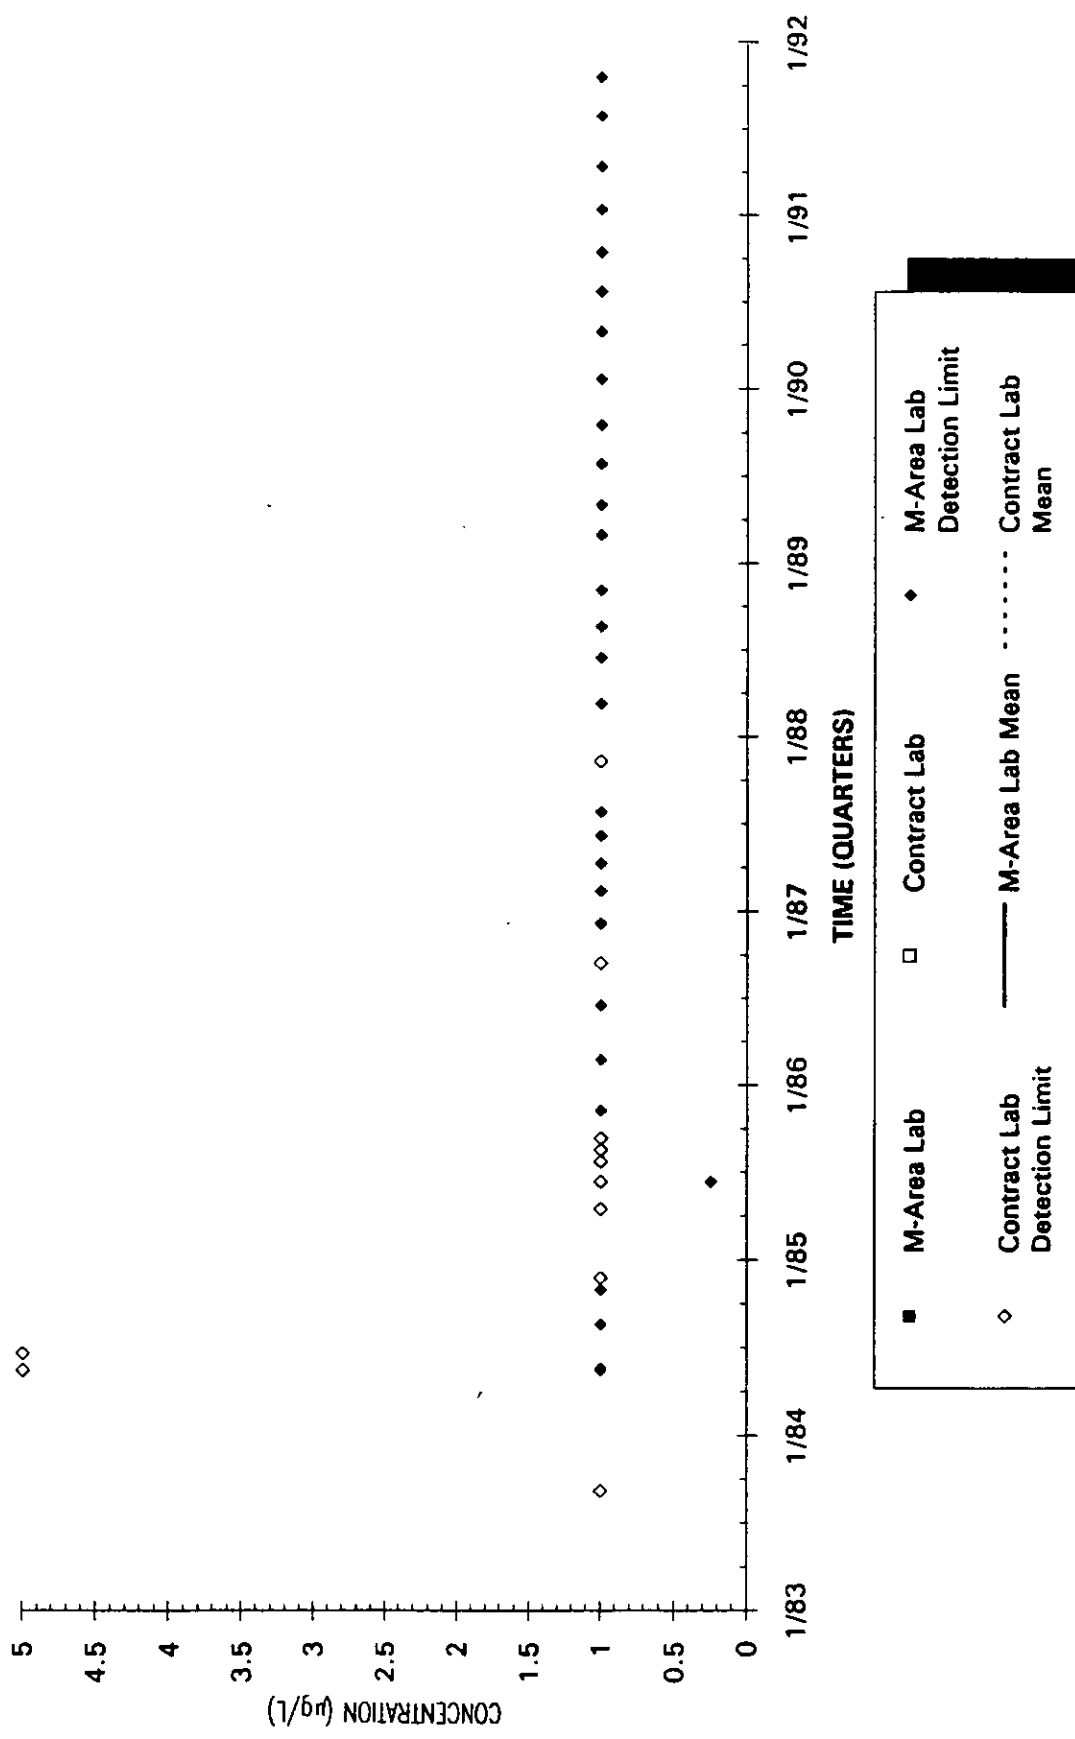 CONCENTRATION (µg/L)
5
4.5
4
3.5
3
2.5
2
1.5
1
0.5
0
1/83
1/84
1/85
1/86
1/87
1/88
1/89
1/90
1/91
1/92
TIME (QUARTERS)
M-Area Lab
Contract Lab
M-Area Lab
Detection Limit
Contract Lab
Detection Limit
M-Area Lab Mean
Contract Lab
Mean